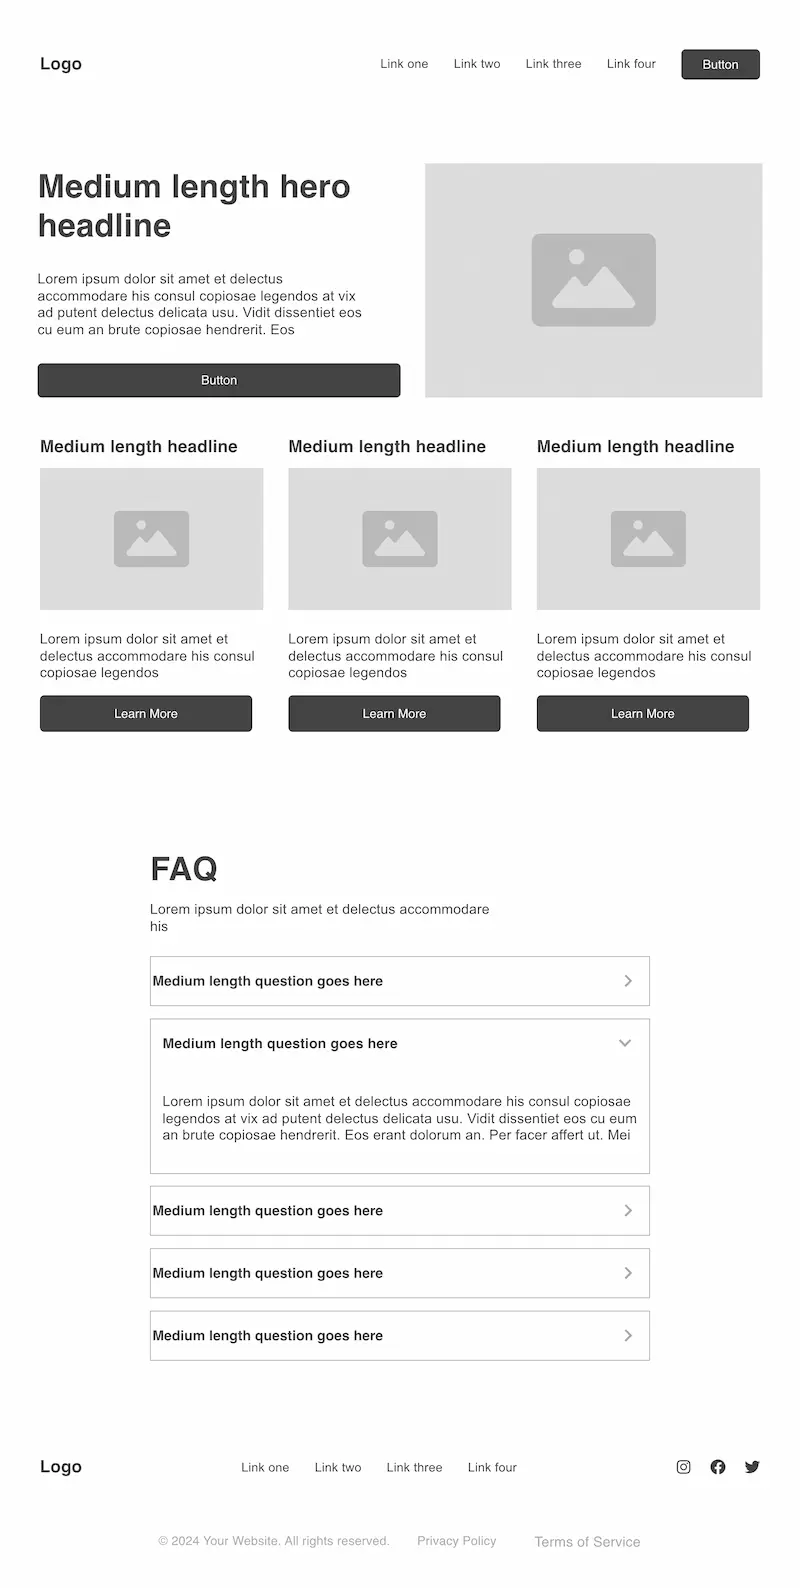 Logo
Link one
Link two
Link three
Link four
Button
Medium length hero
headline
Lorem ipsum dolor sit amet et delectus
accommodare his consul copiosae legendos at vix
ad putent delectus delicata usu. Vidit dissentiet eos
cu eum an brute copiosae hendrerit. Eos
Button
Medium length headline
Lorem ipsum dolor sit amet et
delectus accommodare his consul
copiosae legendos
Learn More
Medium length headline
Lorem ipsum dolor sit amet et
delectus accommodare his consul
copiosae legendos
Learn More
Medium length headline
Lorem ipsum dolor sit amet et
delectus accommodare his consul
copiosae legendos
Learn More
FAQ
Lorem ipsum dolor sit amet et delectus accommodare
his
Medium length question goes here
Medium length question goes here
Lorem ipsum dolor sit amet et delectus accommodare his consul copiosae
legendos at vix ad putent delectus delicata usu. Vidit dissentiet eos cu eum
an brute copiosae hendrerit. Eos erant dolorum an. Per facer affert ut. Mei
Medium length question goes here
Medium length question goes here
Medium length question goes here
Logo
Link one
Link two
Link three
Link four
© 2024 Your Website. All rights reserved.
Privacy Policy
Terms of Service